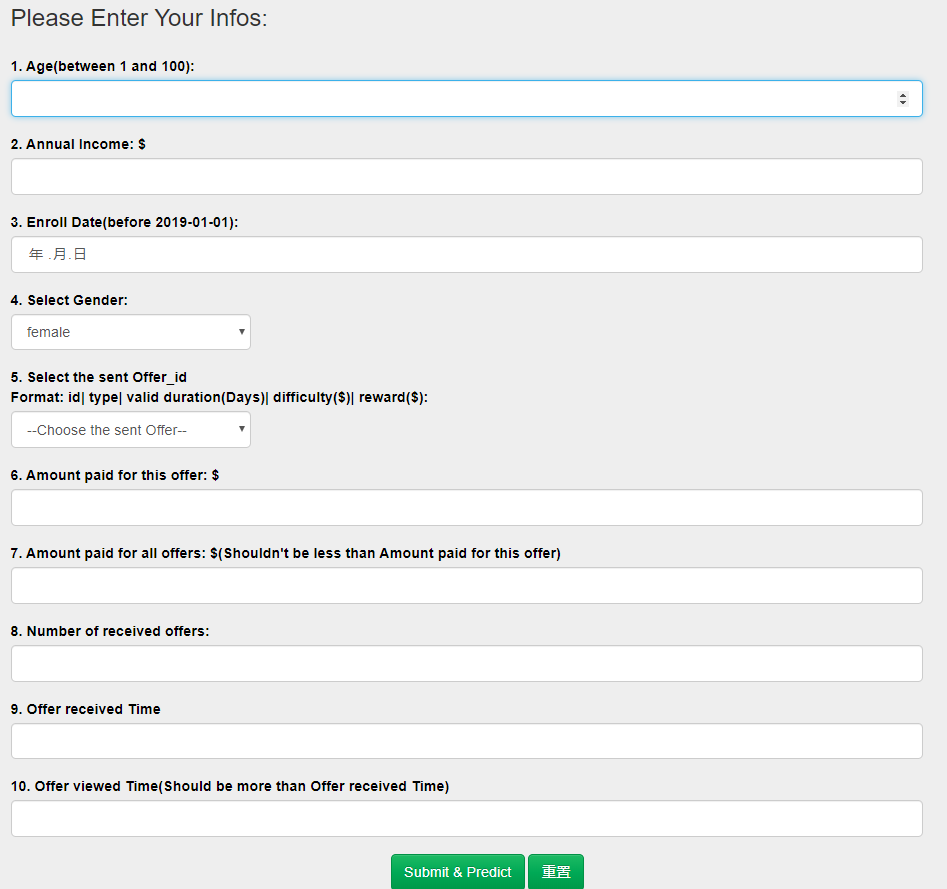 Please Enter Your Infos:
1. Age(between 1 and 100):
2. Annual Income: $
3. Enroll Date(before 2019-01-01):
年 .月.日
4. Select Gender:
female
5. Select the sent Offer_id
Format: id| type| valid duration(Days)| difficulty($)| reward($):
--Choose the sent Offer--
6. Amount paid for this offer: $
7. Amount paid for all offers: $(Shouldn't be less than Amount paid for this offer)
8. Number of received offers:
9. Offer received Time
10. Offer viewed Time(Should be more than Offer received Time)
Submit & Predict 重置